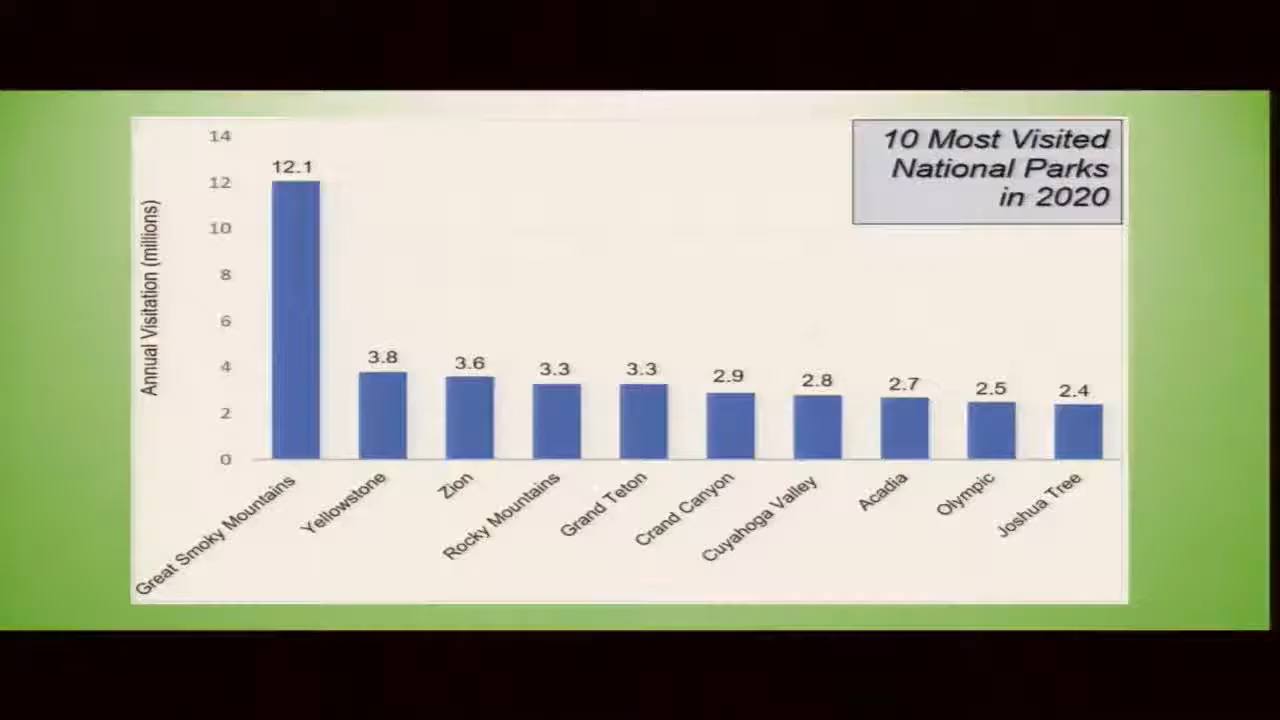 10 Most Visited
National Parks
in 2020
Annual Visitation (millions)
14
12
10
8
6
4
2
0
12.1
3.8
3.6
3.3
3.3
2.9
2.8
2.7
2.5
2.4
Great Smoky Mountains
Yellowstone
Zion
Rocky Mountains
Grand Teton
Crand Canyon
Cuyahoga Valley
Acadia
Olympic
Joshua Tree